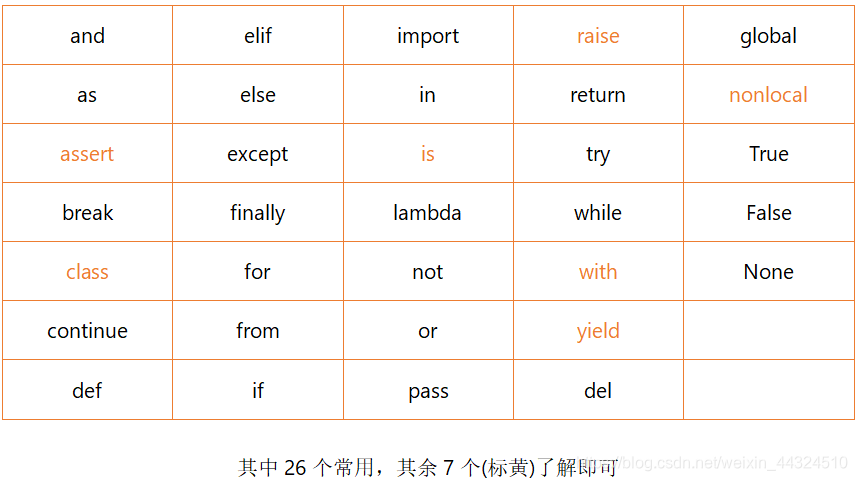 and elif import raise global
as else in return nonlocal
assert except is try True
break finally lambda while False
class for not with None
continue from or yield
def if pass del
其中 26 个常用，其余 7 个(标黄)了解即可
https://blog.csdn.net/weixin_44324510